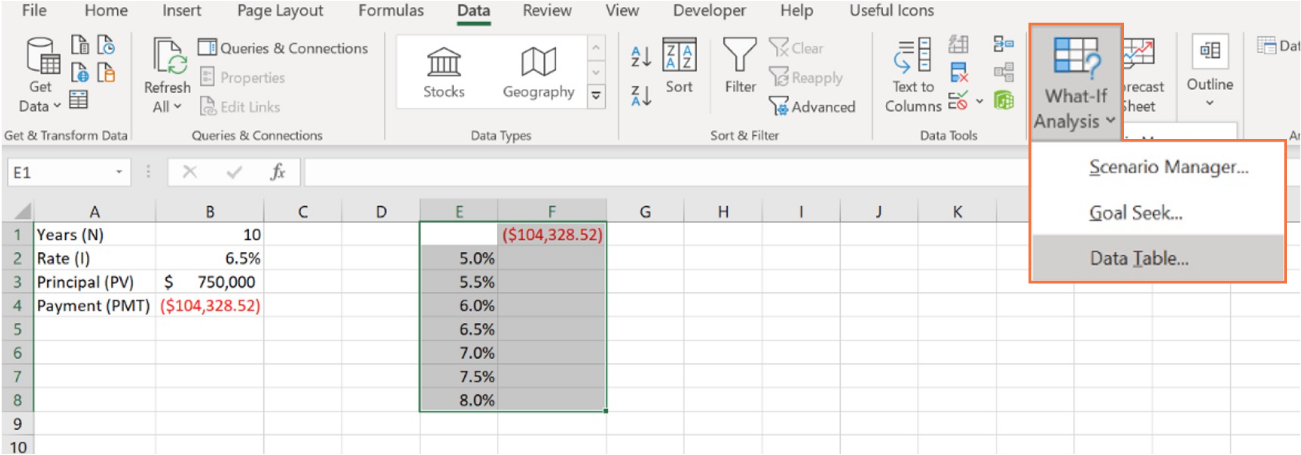 File Home Insert Page Layout Formulas Data Review View Developer Help Useful Icons
Get Data
Refresh All
Queries & Connections
Properties
Edit Links
Stocks
Geography
Sort
Filter
Clear
Reapply
Advanced
Text to Columns
What-If Analysis
Sheet
Outline
Get & Transform Data Queries & Connections Data Types Sort & Filter Data Tools
Scenario Manager...
Goal Seek...
Data Table...
E1 fx
A B C D E F G H I J K
1 Years (N) 10 ($104,328.52)
2 Rate (I) 6.5% 5.0%
3 Principal (PV) $ 750,000 5.5%
4 Payment (PMT) ($104,328.52) 6.0%
5 6.5%
6 7.0%
7 7.5%
8 8.0%
9
10